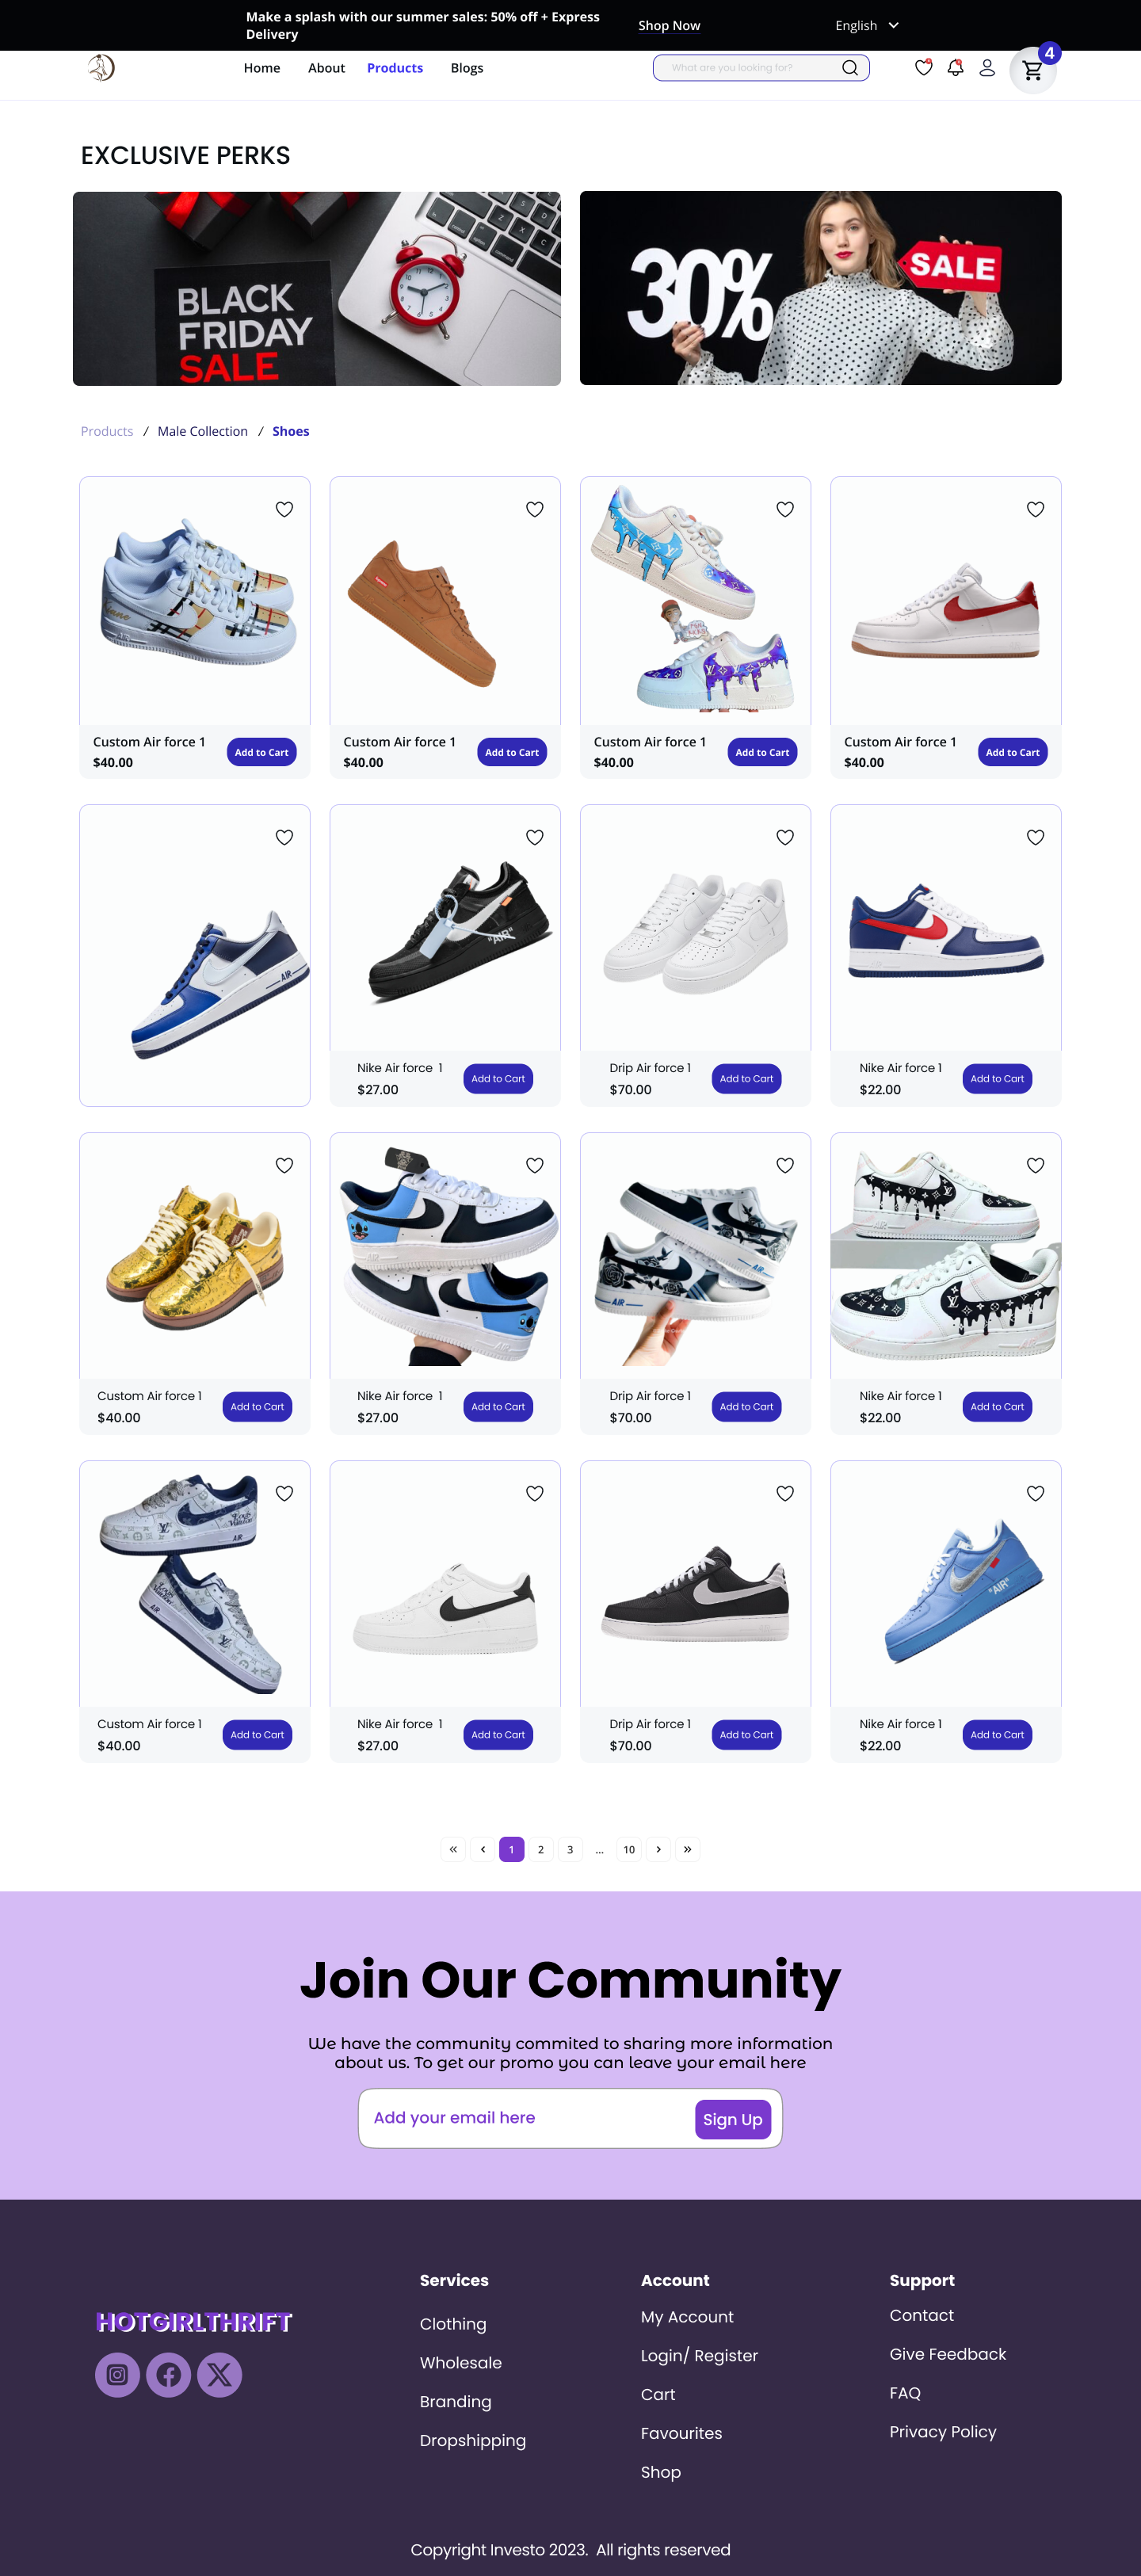 Make a splash with our summer sales: 50% off + Express
Delivery
Shop Now
English
Home
About
Products
Blogs
What are you looking for?
4
EXCLUSIVE PERKS
BLACK
FRIDAY
SALE
30%
SALE
Products / Male Collection / Shoes
Custom Air force 1
$40.00
Add to Cart
Custom Air force 1
$40.00
Add to Cart
Custom Air force 1
$40.00
Add to Cart
Custom Air force 1
$40.00
Add to Cart
AIR
"AIR"
Nike Air force 1
$27.00
Add to Cart
Drip Air force 1
$70.00
Add to Cart
Nike Air force 1
$22.00
Add to Cart
AIR
Custom Air force 1
$40.00
Add to Cart
Nike Air force 1
$27.00
Add to Cart
Drip Air force 1
$70.00
Add to Cart
Nike Air force 1
$22.00
Add to Cart
AIR
AIR
"AIR"
Custom Air force 1
$40.00
Add to Cart
Nike Air force 1
$27.00
Add to Cart
Drip Air force 1
$70.00
Add to Cart
Nike Air force 1
$22.00
Add to Cart
« ‹ 1 2 3 ... 10 › »
Join Our Community
We have the community commited to sharing more information
about us. To get our promo you can leave your email here
Add your email here
Sign Up
HOTGIRLTHRIFT
Services
Clothing
Wholesale
Branding
Dropshipping
Account
My Account
Login/ Register
Cart
Favourites
Shop
Support
Contact
Give Feedback
FAQ
Privacy Policy
Copyright Investo 2023. All rights reserved